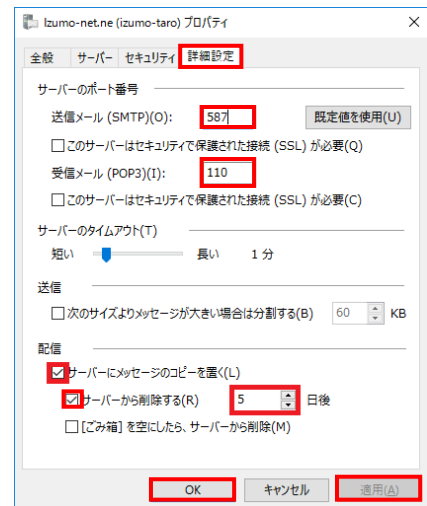 Izumo-net.ne (izumo-taro) プロパティ
全般 サーバー セキュリティ 詳細設定
サーバーのポート番号
送信メール (SMTP)(O): 587 既定値を使用(U)
このサーバーはセキュリティで保護された接続 (SSL) が必要(Q)
受信メール (POP3)(I): 110
このサーバーはセキュリティで保護された接続 (SSL) が必要(C)
サーバーのタイムアウト(T)
短い 長い 1 分
送信
次のサイズよりメッセージが大きい場合は分割する(B) 60 KB
配信
サーバーにメッセージのコピーを置く(L)
サーバーから削除する(R) 5 日後
[ごみ箱] を空にしたら、サーバーから削除(M)
OK キャンセル 適用(A)